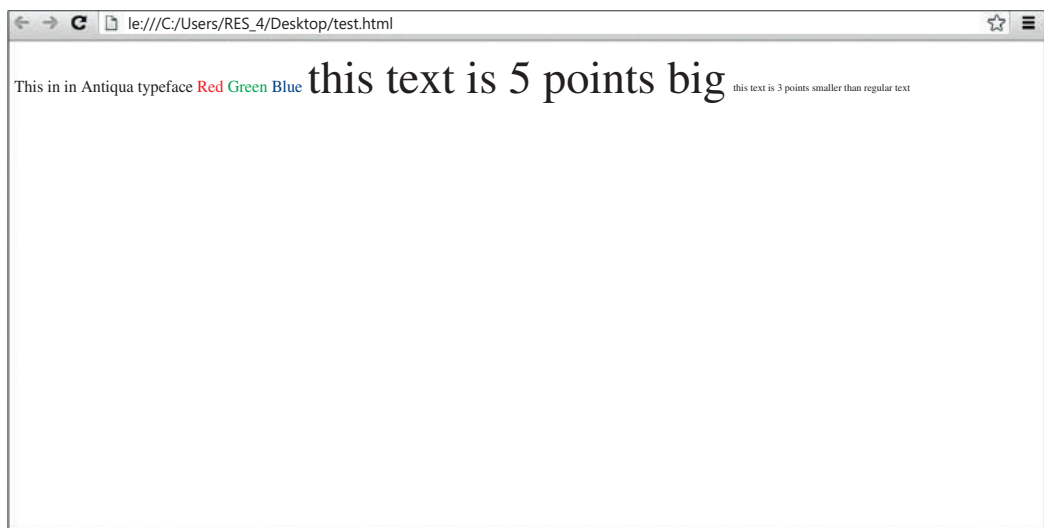 le:///C:/Users/RES_4/Desktop/test.html
This in in Antiqua typeface Red Green Blue this text is 5 points big this text is 3 points smaller than regular text